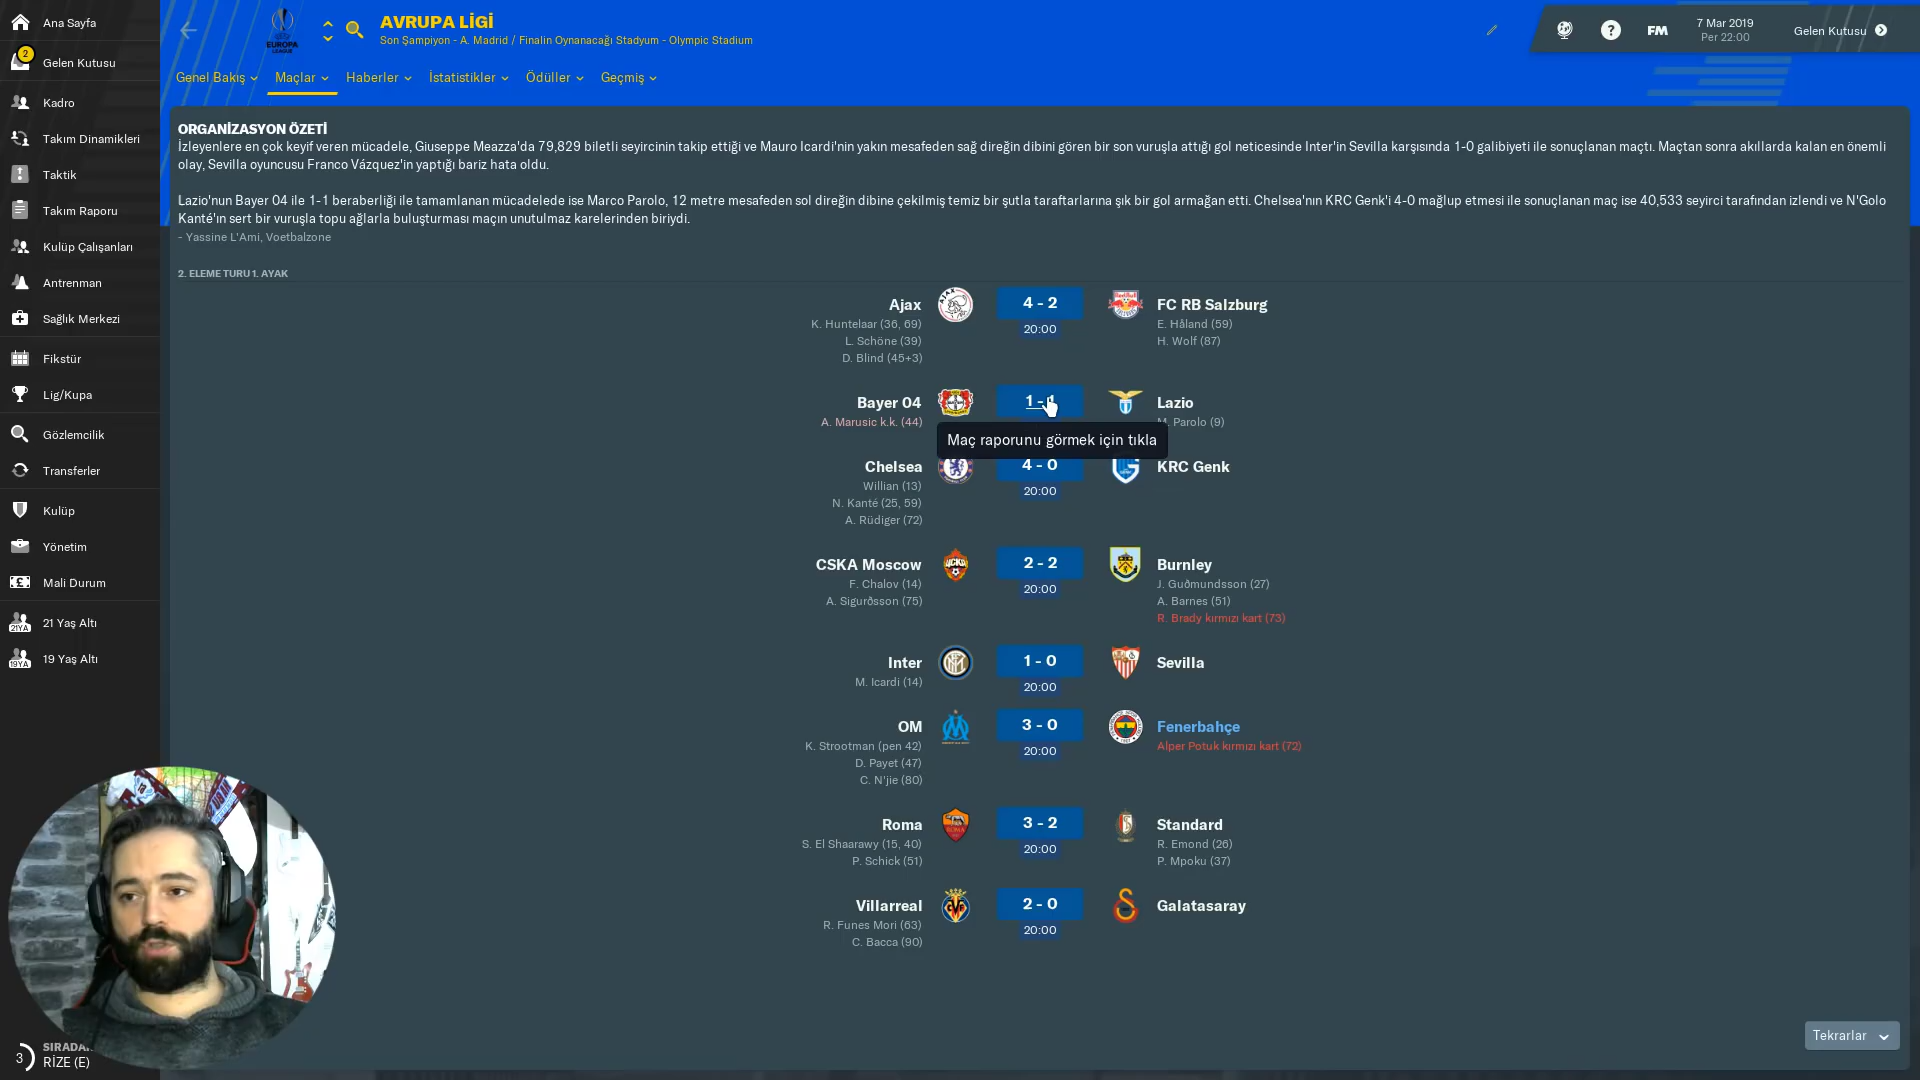 Ana Sayfa
2
Gelen Kutusu
Kadro
Takım Dinamikleri
Taktik
Takım Raporu
Kulüp Çalışanları
Antrenman
Sağlık Merkezi
Fikstür
Lig/Kupa
Gözlemcilik
Transferler
Kulüp
Yönetim
Mali Durum
21YA
21 Yaş Altı
19YA
19 Yaş Altı
3
RİZE (E)
EUROPA
LEAGUE
AVRUPA LİGİ
Son Şampiyon - A. Madrid / Finalin Oynanacağı Stadyum - Olympic Stadium
FM
7 Mar 2019
Per 22:00
Gelen Kutusu
Genel Bakış
Maçlar
Haberler
İstatistikler
Ödüller
Geçmiş
ORGANİZASYON ÖZETİ
İzleyenlere en çok keyif veren mücadele, Giuseppe Meazza'da 79,829 biletli seyircinin takip ettiği ve Mauro Icardi'nin yakın mesafeden sağ direğin dibini gören bir son vuruşla attığı gol neticesinde Inter'in Sevilla karşısında 1-0 galibiyeti ile sonuçlanan maçtı. Maçtan sonra akıllarda kalan en önemli
olay, Sevilla oyuncusu Franco Vázquez'in yaptığı bariz hata oldu.
Lazio'nun Bayer 04 ile 1-1 beraberliği ile tamamlanan mücadelede ise Marco Parolo, 12 metre mesafeden sol direğin dibine çekilmiş temiz bir şutla taraftarlarına şık bir gol armağan etti. Chelsea'nın KRC Genk'i 4-0 mağlup etmesi ile sonuçlanan maç ise 40,533 seyirci tarafından izlendi ve N'Golo
Kanté'ın sert bir vuruşla topu ağlarla buluşturması maçın unutulmaz karelerinden biriydi.
- Yassine L'Ami, Voetbalzone
2. ELEME TURU 1. AYAK
Ajax 4 - 2 FC RB Salzburg
K. Huntelaar (36, 69) 20:00 E. Håland (59)
L. Schöne (39) H. Wolf (87)
D. Blind (45+3)
Bayer 04 1 - 1 Lazio
A. Marusic k.k. (44) M. Parolo (9)
Maç raporunu görmek için tıkla
Chelsea 4 - 0 KRC Genk
Willian (13) 20:00
N. Kanté (25, 59)
A. Rüdiger (72)
CSKA Moscow 2 - 2 Burnley
F. Chalov (14) 20:00 J. Guðmundsson (27)
A. Sigurðsson (75) A. Barnes (51)
R. Brady kırmızı kart (73)
Inter 1 - 0 Sevilla
M. Icardi (14) 20:00
OM 3 - 0 Fenerbahçe
K. Strootman (pen 42) 20:00 Alper Potuk kırmızı kart (72)
D. Payet (47)
C. N'jie (80)
Roma 3 - 2 Standard
S. El Shaarawy (15, 40) 20:00 R. Emond (26)
P. Schick (51) P. Mpoku (37)
Villarreal 2 - 0 Galatasaray
R. Funes Mori (63) 20:00
C. Bacca (90)
Tekrarlar